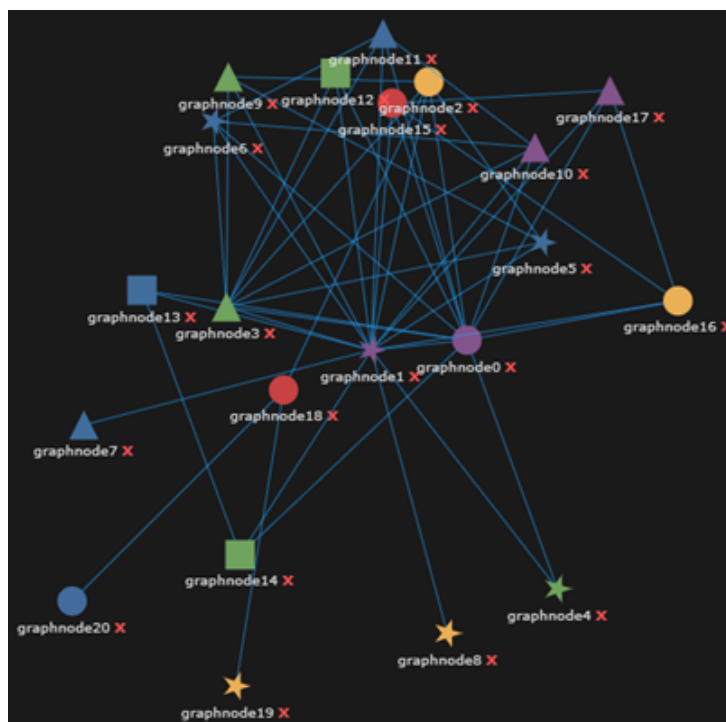 graphnode11 x
graphnode9 x
graphnode12 x
graphnode2 x
graphnode17 x
graphnode15 x
graphnode6 x
graphnode10 x
graphnode5 x
graphnode13 x
graphnode3 x
graphnode16 x
graphnode1 x
graphnode0 x
graphnode18 x
graphnode7 x
graphnode14 x
graphnode20 x
graphnode4 x
graphnode8 x
graphnode19 x